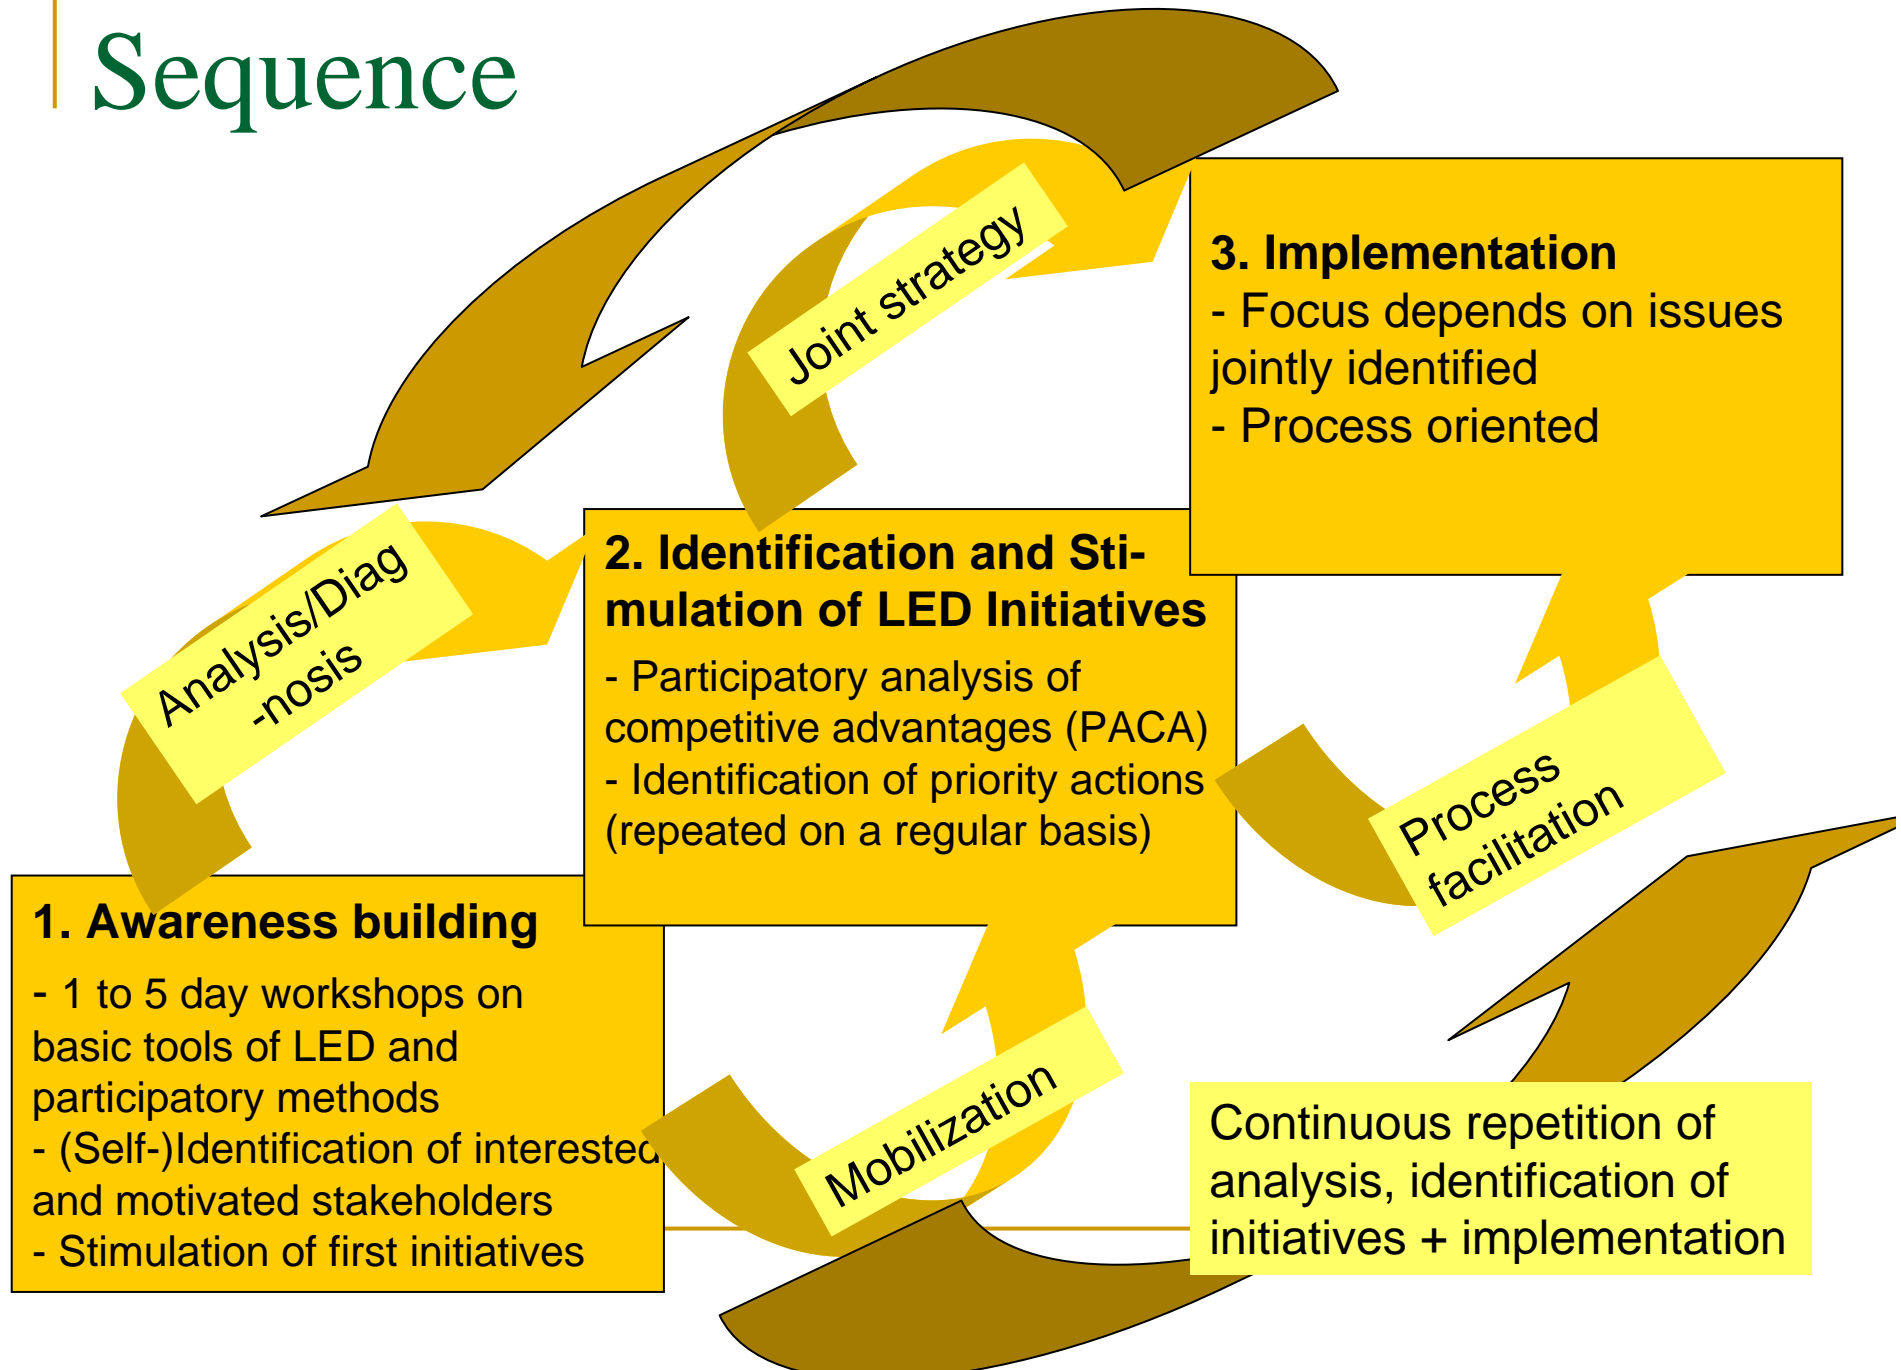 Sequence
Joint strategy
3. Implementation
- Focus depends on issues
jointly identified
- Process oriented
Analysis/Diag
-nosis
2. Identification and Sti-
mulation of LED Initiatives
- Participatory analysis of
competitive advantages (PACA)
- Identification of priority actions
(repeated on a regular basis)
Process
facilitation
1. Awareness building
- 1 to 5 day workshops on
basic tools of LED and
participatory methods
- (Self-)Identification of interested
and motivated stakeholders
- Stimulation of first initiatives
Mobilization
Continuous repetition of
analysis, identification of
initiatives + implementation